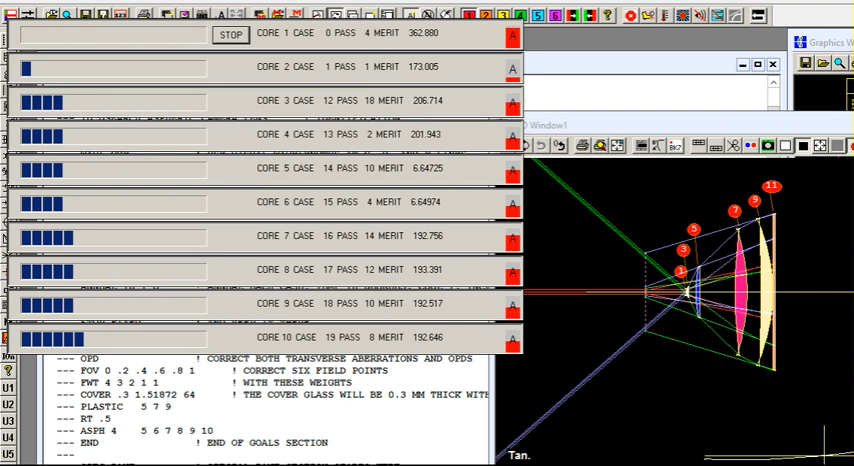 1 2 3 4 5 6
STOP CORE 1 CASE 0 PASS 4 MERIT 362.880 A
Graphics W
CORE 2 CASE 1 PASS 1 MERIT 173.005 A
CORE 3 CASE 12 PASS 18 MERIT 206.714 A
Window1
CORE 4 CASE 13 PASS 2 MERIT 201.943 A
BK7
CORE 5 CASE 14 PASS 10 MERIT 6.64725 A
CORE 6 CASE 15 PASS 4 MERIT 6.64974 A
CORE 7 CASE 16 PASS 14 MERIT 192.756 A
CORE 8 CASE 17 PASS 12 MERIT 193.391 A
CORE 9 CASE 18 PASS 10 MERIT 192.517 A
CORE 10 CASE 19 PASS 8 MERIT 192.646 A
1 3 5 7 9 11
--- OPD ! CORRECT BOTH TRANSVERSE ABERRATIONS AND OPDS
--- FOV 0 .2 .4 .6 .8 1 ! CORRECT SIX FIELD POINTS
--- FWT 4 3 2 1 1 ! WITH THESE WEIGHTS
--- COVER .3 1.51872 64 ! THE COVER GLASS WILL BE 0.3 MM THICK WITH
--- PLASTIC 5 7 9
--- RT .5
--- ASPH 4 5 6 7 8 9 10
--- END ! END OF GOALS SECTION
---
U1
U2
U3
U4
U5
Tan.